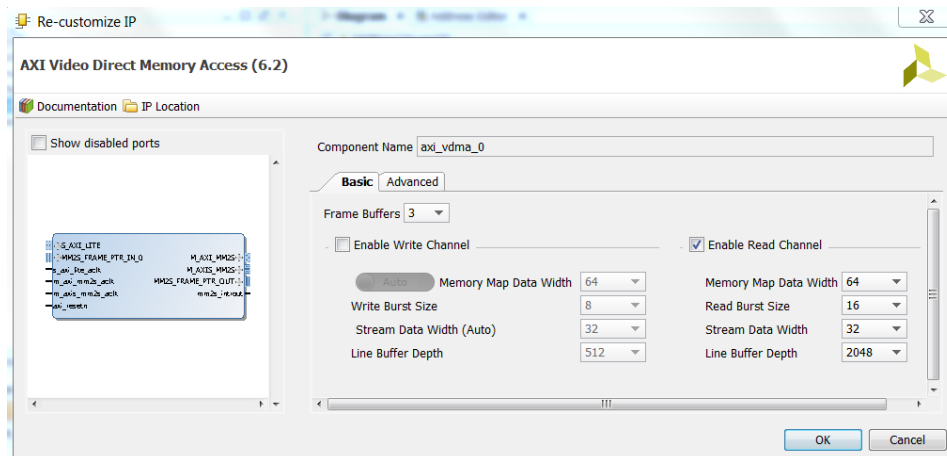 Re-customize IP
AXI Video Direct Memory Access (6.2)
Documentation IP Location
Show disabled ports
Component Name axi_vdma_0
Basic Advanced
Frame Buffers 3
Enable Write Channel
Enable Read Channel
Auto Memory Map Data Width 64
Memory Map Data Width 64
Write Burst Size 8
Read Burst Size 16
Stream Data Width (Auto) 32
Stream Data Width 32
Line Buffer Depth 512
Line Buffer Depth 2048
S_AXI_LITE
MM2S_FRAME_PTR_IN_0
M_AXI_MM2S
s_axi_lite_aclk
M_AXIS_MM2S
m_axi_mm2s_aclk
MM2S_FRAME_PTR_OUT
m_axis_mm2s_aclk
mm2s_introut
axi_resetn
OK Cancel